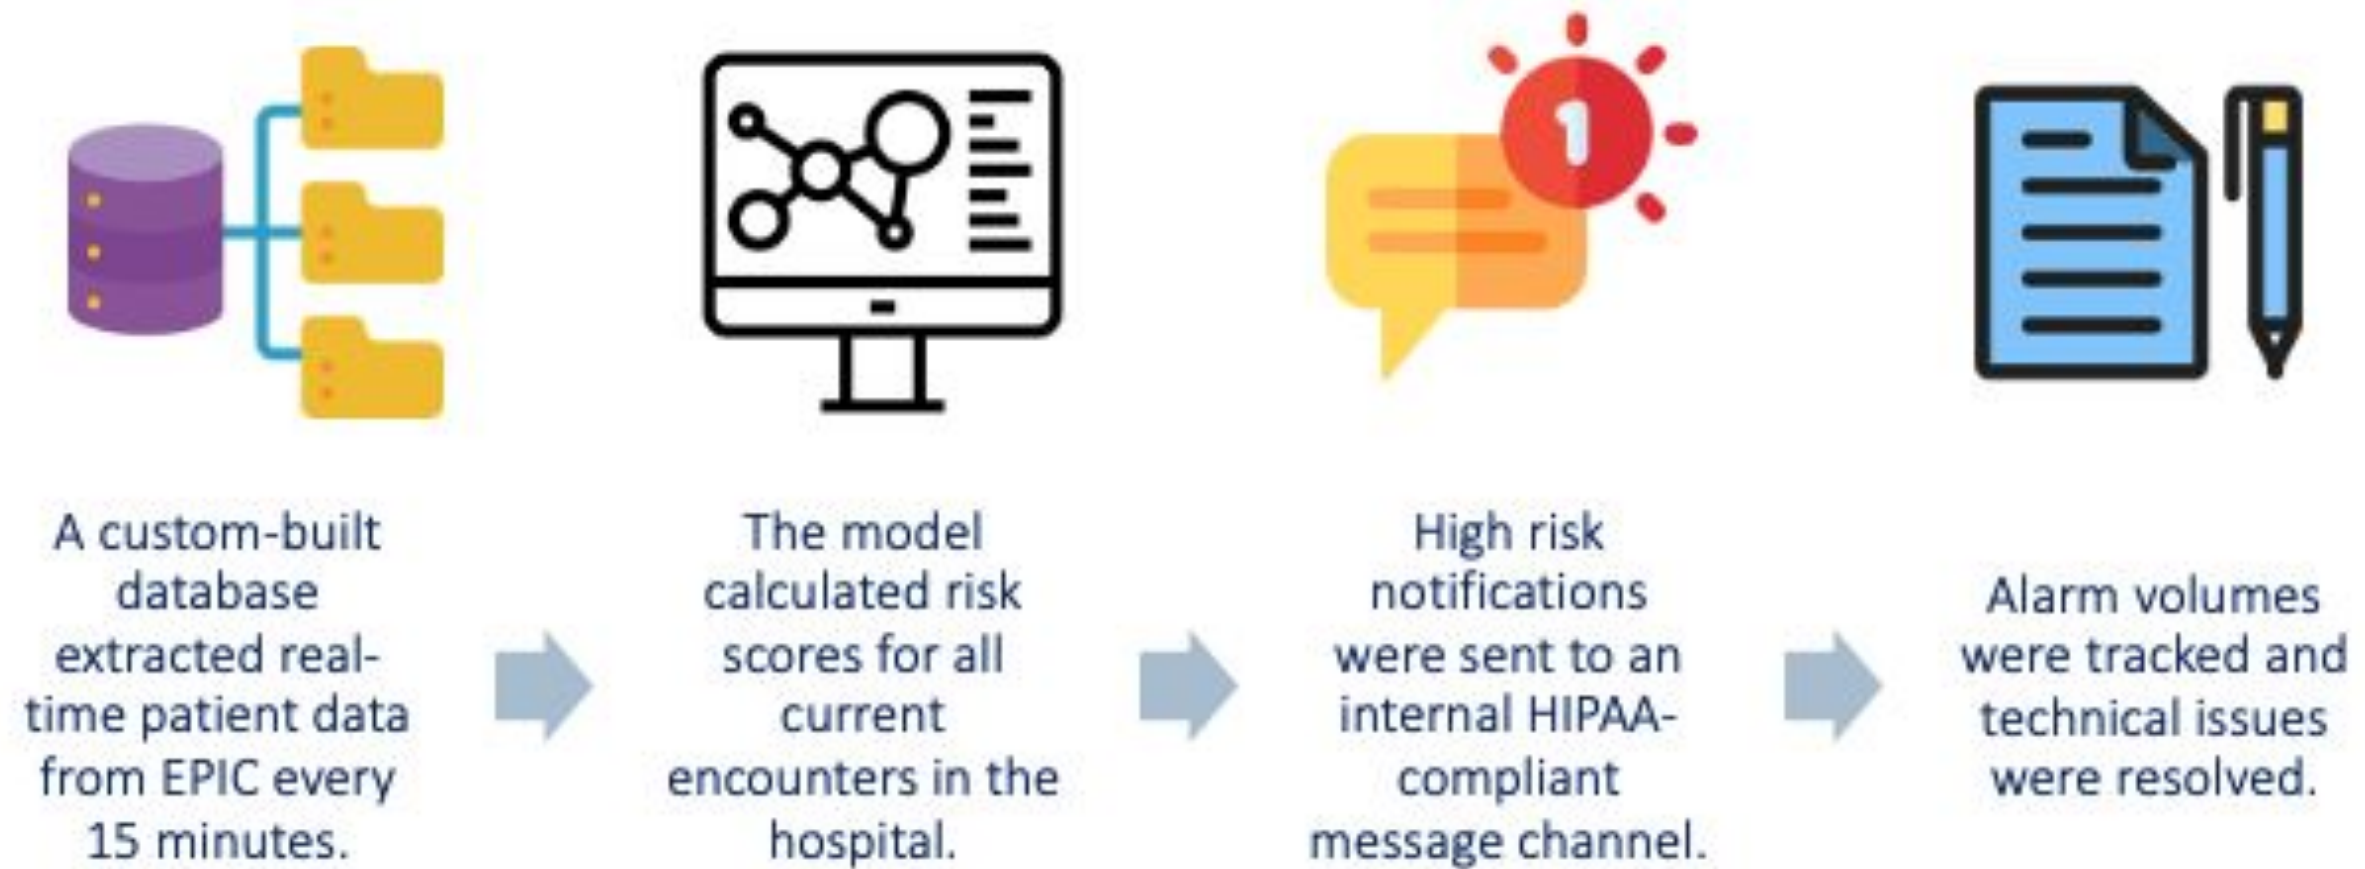 1
A custom-built
database
extracted real-
time patient data
from EPIC every
15 minutes.
The model
calculated risk
scores for all
current
encounters in the
hospital.
High risk
notifications
were sent to an
internal HIPAA-
compliant
message channel.
Alarm volumes
were tracked and
technical issues
were resolved.